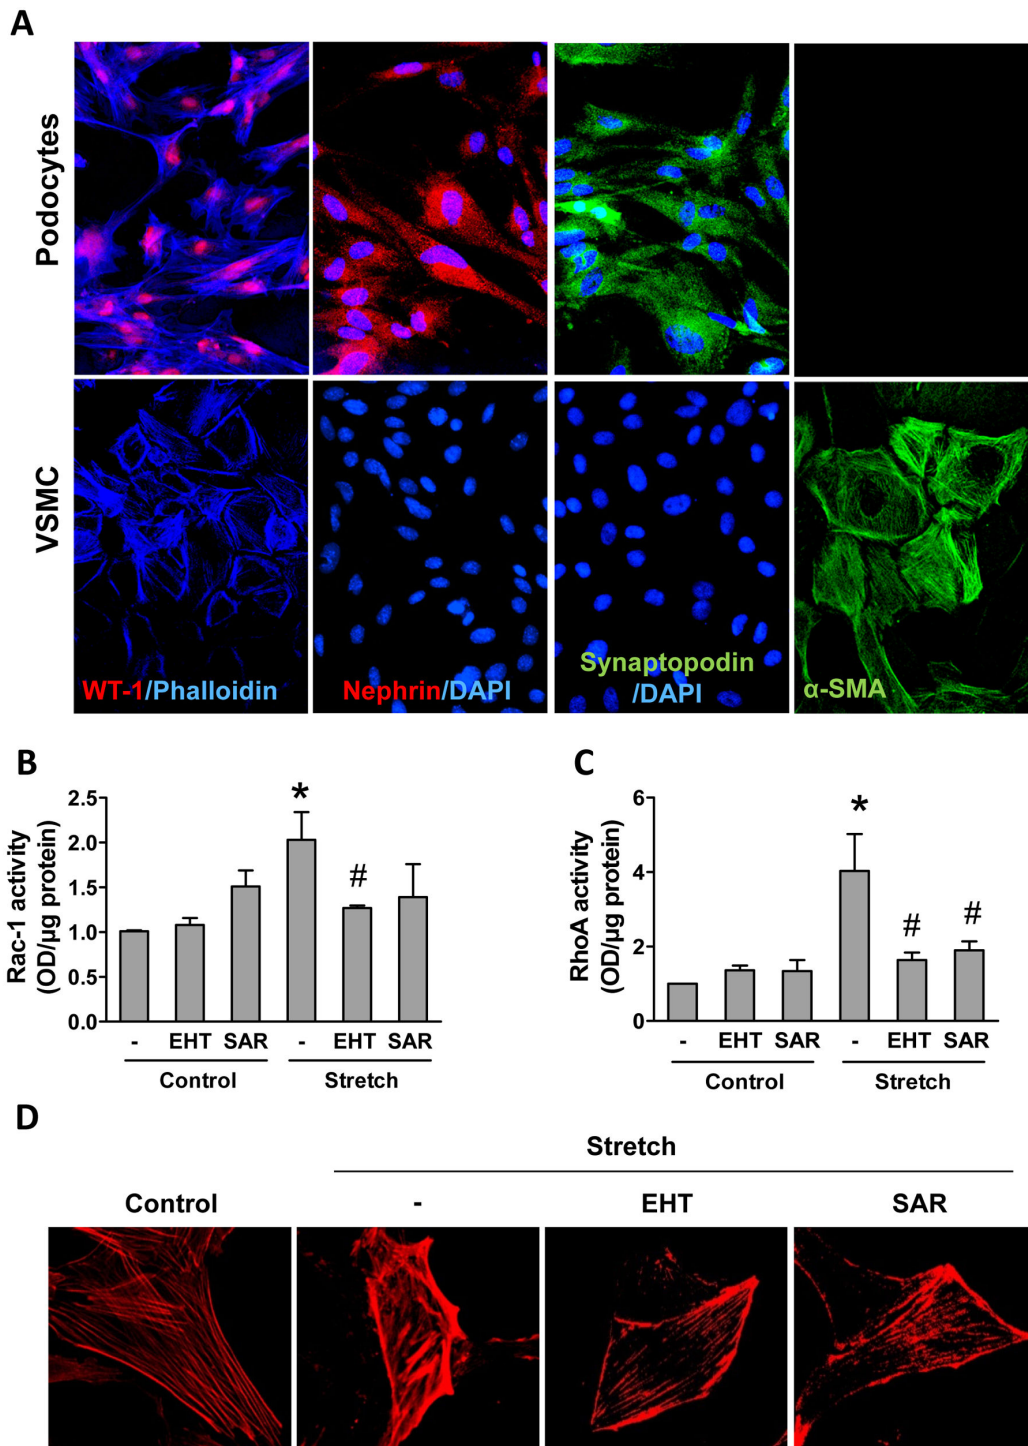 A
Podocytes
VSMC
WT-1/Phalloidin
Nephrin/DAPI
Synaptopodin
/DAPI
α-SMA
B
Rac-1 activity
(OD/µg protein)
2.5
2.0
1.5
1.0
0.5
0.0
*
#
- EHT SAR - EHT SAR
Control Stretch
C
RhoA activity
(OD/µg protein)
6
4
2
0
*
#
#
- EHT SAR - EHT SAR
Control Stretch
D
Stretch
Control - EHT SAR